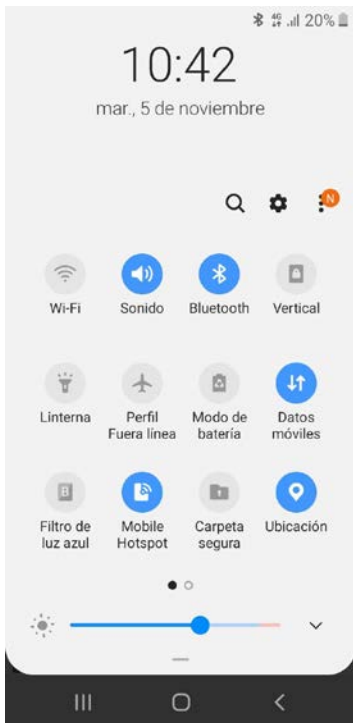 4G 20%
10:42
mar., 5 de noviembre
N
Wi-Fi Sonido Bluetooth Vertical
Linterna Perfil Modo de Datos
Fuera línea batería móviles
B
Filtro de Mobile Carpeta Ubicación
luz azul Hotspot segura